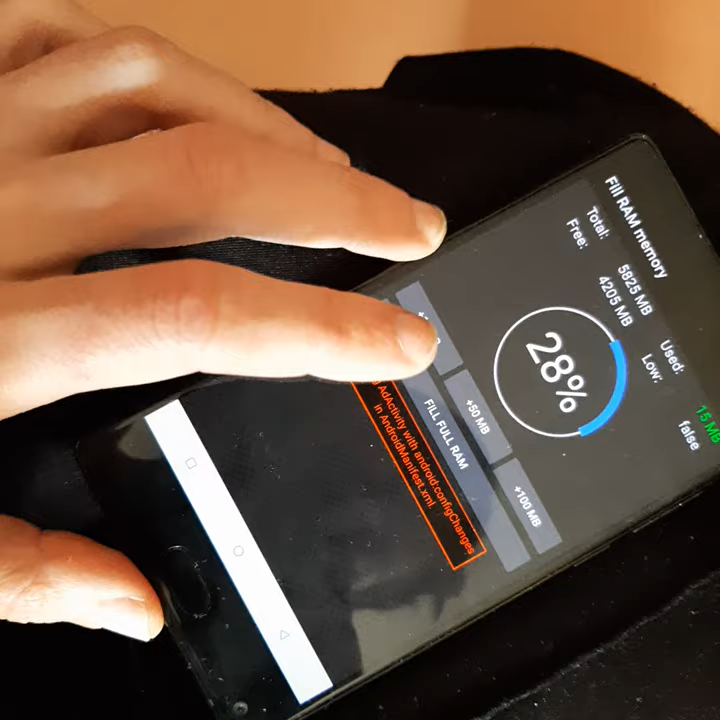 Fill RAM memory
Total: 5825 MB Used: 15 MB
Free: 4205 MB Low: false
28%
+50 MB +100 MB
FILL FULL RAM
AdActivity with android:configChanges
in AndroidManifest.xml.